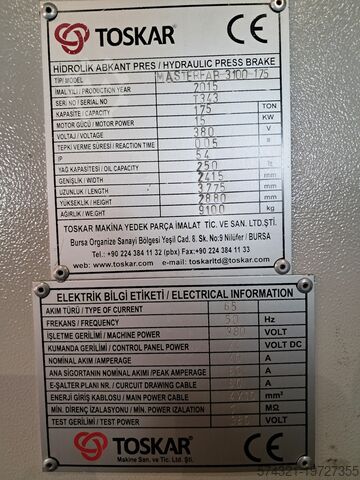 TOSKAR CE
HİDROLİK ABKANT PRES / HYDRAULIC PRESS BRAKE
TİP/ MODEL MASTERFAB 3100-175
İMAL YILI / PRODUCTION YEAR 2015
SERİ NO / SERIAL NO T343
KAPASİTE / CAPACITY 175 TON
MOTOR GÜCÜ / MOTOR POWER 15 KW
VOLTAJ / VOLTAGE 380 V
TEPKİ VERME SÜRESİ / REACTION TIME 0.05 s
IP 54
YAĞ KAPASİTESİ / OIL CAPACITY 250 lt
GENİŞLİK / WIDTH 2415 mm
UZUNLUK / LENGTH 3775 mm
YÜKSEKLİK / HEIGHT 2880 mm
AĞIRLIK / WEIGHT 9100 kg
TOSKAR MAKİNA YEDEK PARÇA İMALAT TİC. VE SAN. LTD.ŞTİ.
Bursa Organize Sanayi Bölgesi Yeşil Cad. 8. Sk. No:9 Nilüfer / BURSA
Tel.: +90 224 384 11 32 (pbx) Fax: +90 224 384 11 33
www.toskar.com e-mail: toskarltd@toskar.com
ELEKTRİK BİLGİ ETİKETİ / ELECTRICAL INFORMATION
AKIM TÜRÜ / TYPE OF CURRENT
FREKANS / FREQUENCY 50 Hz
İŞLETME GERİLİMİ / MACHINE POWER 380 VOLT
KUMANDA GERİLİMİ / CONTROL PANEL POWER VOLT DC
NOMİNAL AKIM /AMPERAGE A
ANA SİGORTANIN NOMİNAL AKIMI /PEAK AMPERAGE A
E-ŞALTER PLANI NR. / CURCUIT DRAWING CABLE A
ENERJİ GİRİŞ KABLOSU / MAIN POWER CABLE mm²
MİN. DİRENÇ İZALASYONU / MİN. POWER IZALATION MΩ
TEST GERİLİMİ / POWER TEST VOLT
TOSKAR CE
Makine San. ve Tic. Ltd. Şti.
574321-19727355